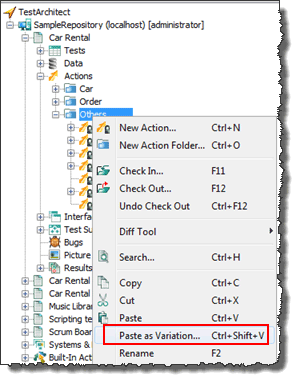 TestArchitect
SampleRepository (localhost) [administrator]
Car Rental
Tests
Data
Actions
Car
Order
Others
New Action... Ctrl+N
New Action Folder... Ctrl+O
Check In... F11
Check Out... F12
Undo Check Out Ctrl+F12
Diff Tool
Search... Ctrl+H
Copy Ctrl+C
Cut Ctrl+X
Paste Ctrl+V
Paste as Variation... Ctrl+Shift+V
Rename F2
Interfa
Test Su
Bugs
Picture
Results
Car Rental
Car Rental
Music Libra
Scrum Boar
Systems &
Built-In Ac